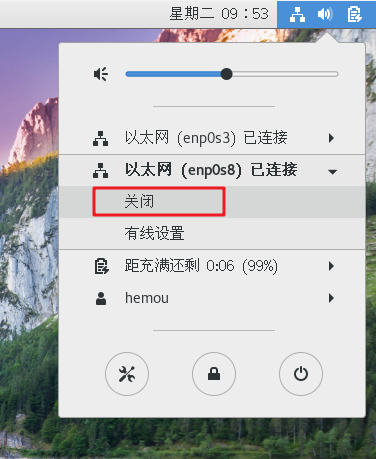 星期二 09∶53
以太网 (enp0s3) 已连接
以太网 (enp0s8) 已连接
关闭
有线设置
距充满还剩 0:06 (99%)
hemou